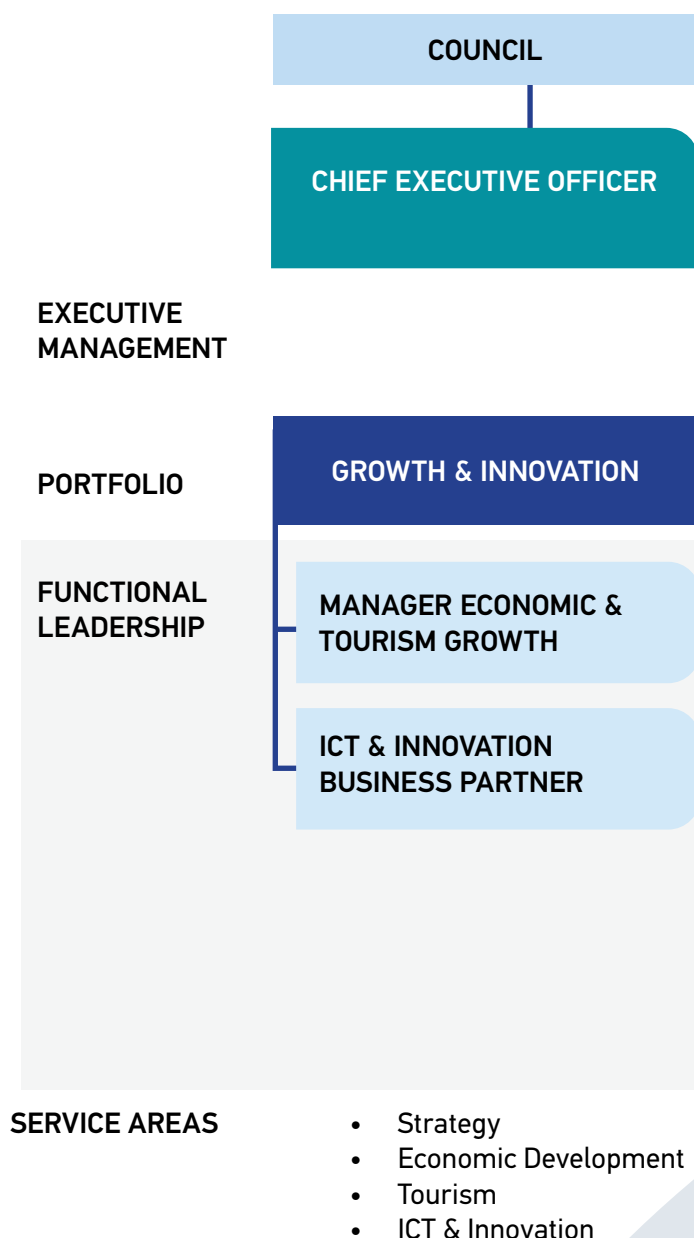 COUNCIL
CHIEF EXECUTIVE OFFICER
EXECUTIVE
MANAGEMENT
PORTFOLIO
GROWTH & INNOVATION
FUNCTIONAL
LEADERSHIP
MANAGER ECONOMIC &
TOURISM GROWTH
ICT & INNOVATION
BUSINESS PARTNER
SERVICE AREAS
• Strategy
• Economic Development
• Tourism
• ICT & Innovation